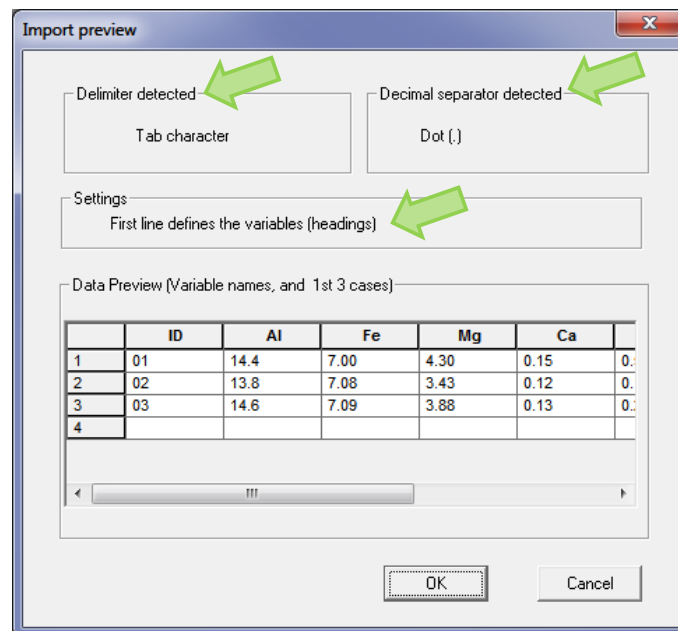 Import preview
Delimiter detected
Decimal separator detected
Tab character
Dot (.)
Settings
First line defines the variables (headings)
Data Preview (Variable names, and 1st 3 cases)
ID Al Fe Mg Ca
1 01 14.4 7.00 4.30 0.15 0.
2 02 13.8 7.08 3.43 0.12 0.
3 03 14.6 7.09 3.88 0.13 0.
4
OK
Cancel